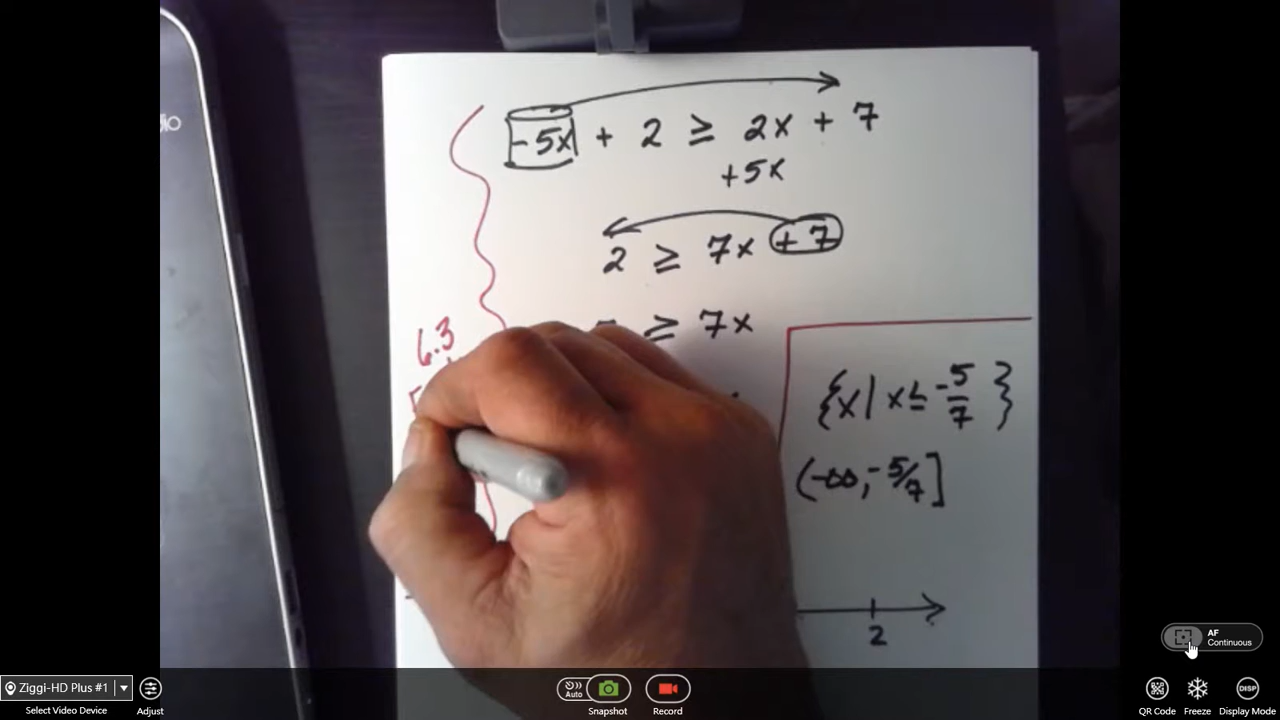 -5x + 2 ≥ 2x + 7
+5x
2 ≥ 7x + 7
≥ 7x
6.3
{x | x ≤ -5/7 }
(-∞, -5/7]
2
AF
Continuous
Ziggi-HD Plus #1
Select Video Device
Adjust
Auto
Snapshot
Record
QR Code
Freeze
DISP
Display Mode